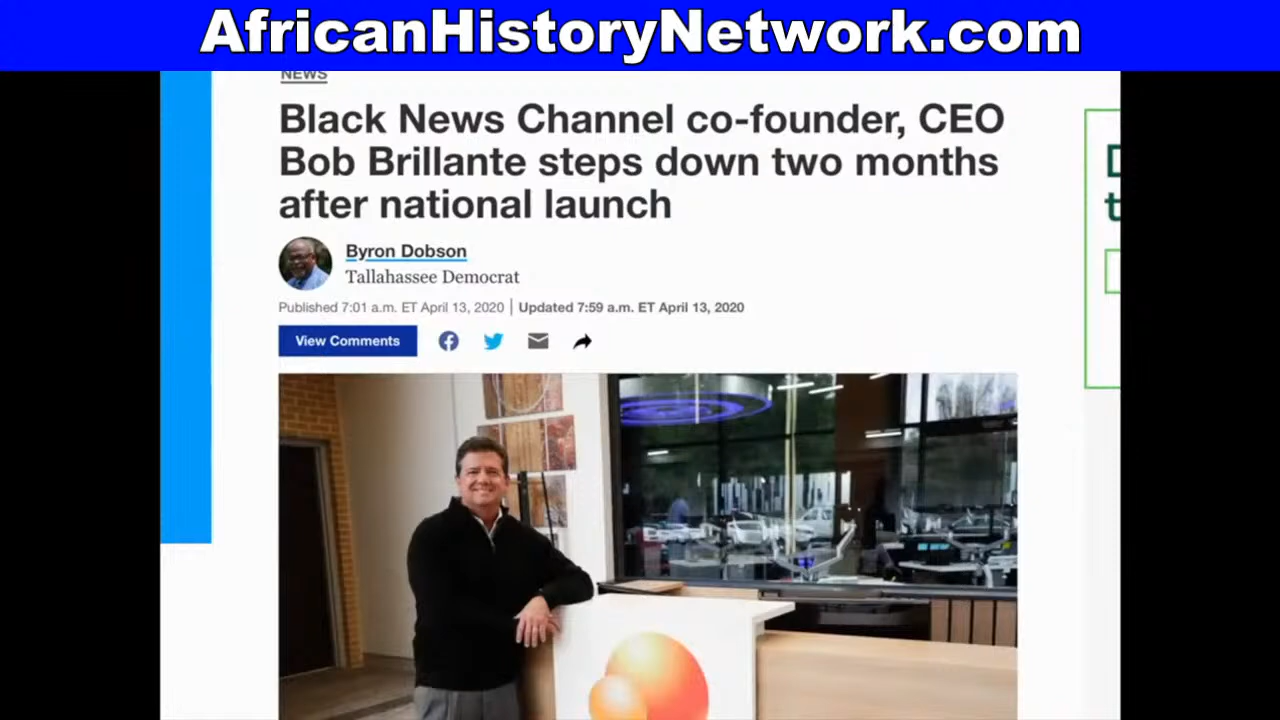 AfricanHistoryNetwork.com
NEWS
Black News Channel co-founder, CEO
Bob Brillante steps down two months
after national launch
Byron Dobson
Tallahassee Democrat
Published 7:01 a.m. ET April 13, 2020 | Updated 7:59 a.m. ET April 13, 2020
View Comments